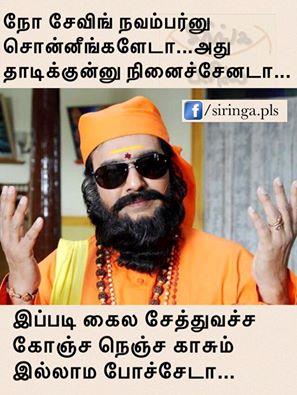 நோ சேவிங் நவம்பர்னு
சொன்னீங்களேடா...அது
தாடிக்குன்னு நினைச்சேனடா...
f/siringa.pls
இப்படி கைல சேத்துவச்ச
கோஞ்ச நெஞ்ச காசும்
இல்லாம போச்சேடா...